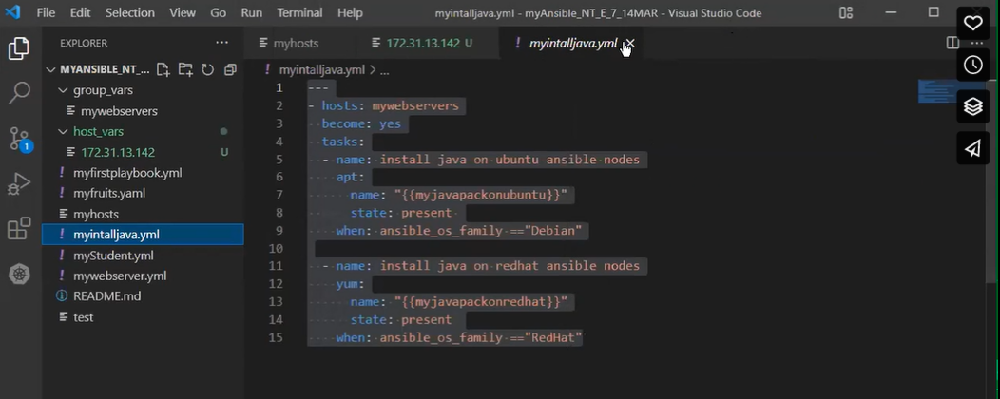 File Edit Selection View Go Run Terminal Help
myintalljava.yml - myAnsible_NT_E_7_14MAR - Visual Studio Code
EXPLORER
MYANSIBLE_NT_...
group_vars
mywebservers
host_vars
172.31.13.142 U
myfirstplaybook.yml
myfruits.yaml
myhosts
myintalljava.yml
myStudent.yml
mywebserver.yml
README.md
test
1
myhosts 172.31.13.142 U myintalljava.yml
myintalljava.yml > ...
1 ---
2 - hosts: mywebservers
3 become: yes
4 tasks:
5 - name: install java on ubuntu ansible nodes
6 apt:
7 name: "{{myjavapackonubuntu}}"
8 state: present
9 when: ansible_os_family =="Debian"
10
11 - name: install java on redhat ansible nodes
12 yum:
13 name: "{{myjavapackonredhat}}"
14 state: present
15 when: ansible_os_family =="RedHat"